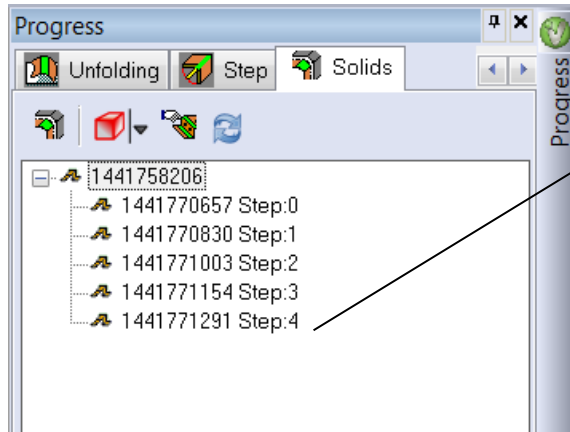 Progress
Unfolding Step Solids
1441758206
1441770657 Step:0
1441770830 Step:1
1441771003 Step:2
1441771154 Step:3
1441771291 Step:4
Progress